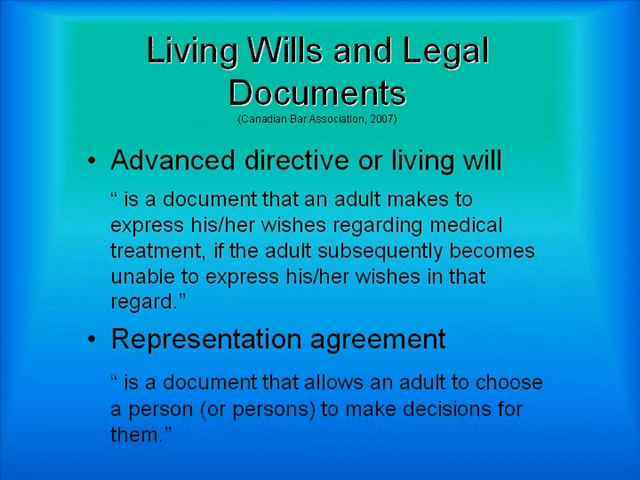 Living Wills and Legal
Documents
(Canadian Bar Association, 2007)
• Advanced directive or living will
“ is a document that an adult makes to
express his/her wishes regarding medical
treatment, if the adult subsequently becomes
unable to express his/her wishes in that
regard.”
• Representation agreement
“ is a document that allows an adult to choose
a person (or persons) to make decisions for
them.”